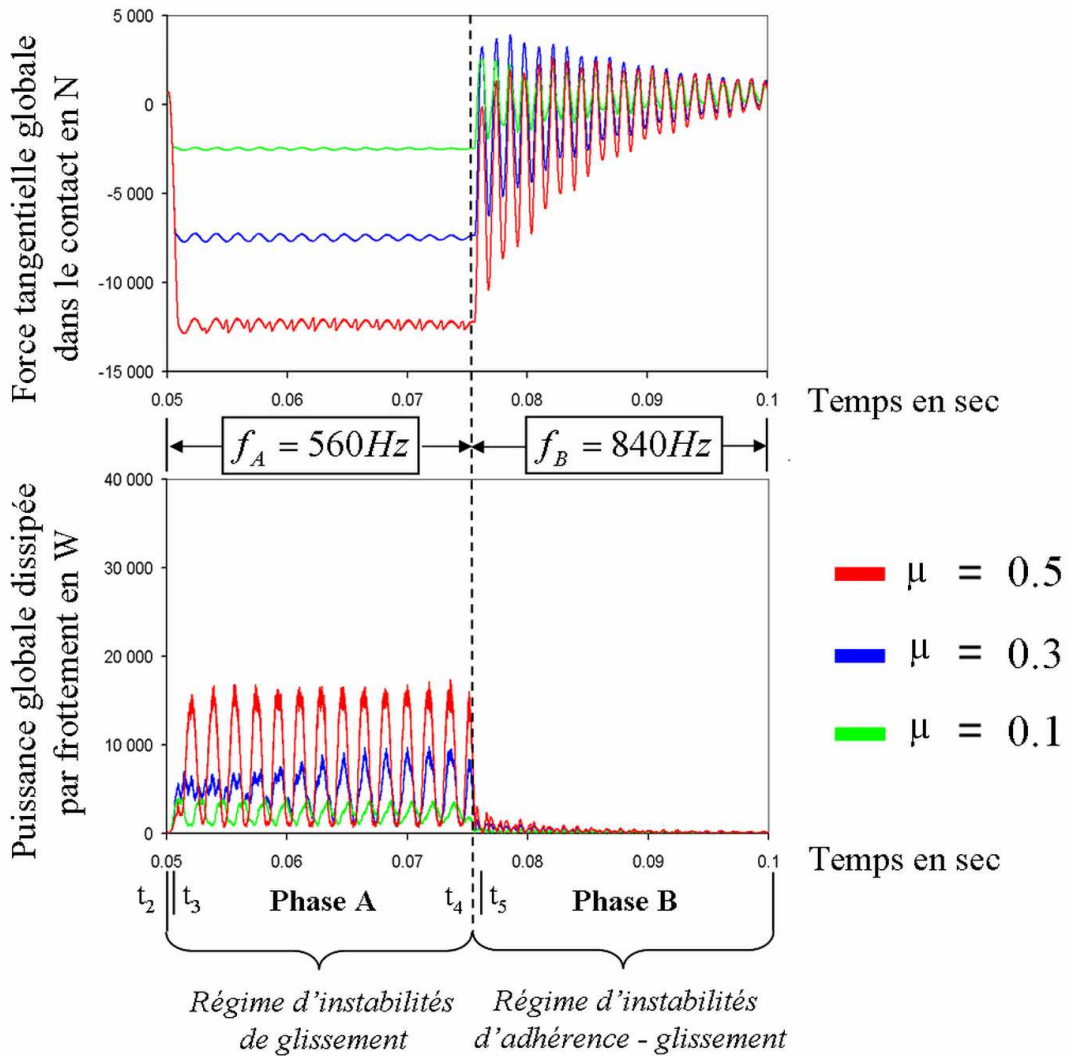 Force tangentielle globale
dans le contact en N
5 000
0
-5 000
-10 000
-15 000
0.05
0.06
0.07
0.08
0.09
0.1
Temps en sec
f_A = 560Hz
f_B = 840Hz
Puissance globale dissipée
par frottement en W
40 000
30 000
20 000
10 000
0
0.05
0.06
0.07
0.08
0.09
0.1
Temps en sec
µ = 0.5
µ = 0.3
µ = 0.1
t₂ t₃ Phase A t₄ t₅ Phase B
Régime d'instabilités
de glissement
Régime d'instabilités
d'adhérence - glissement